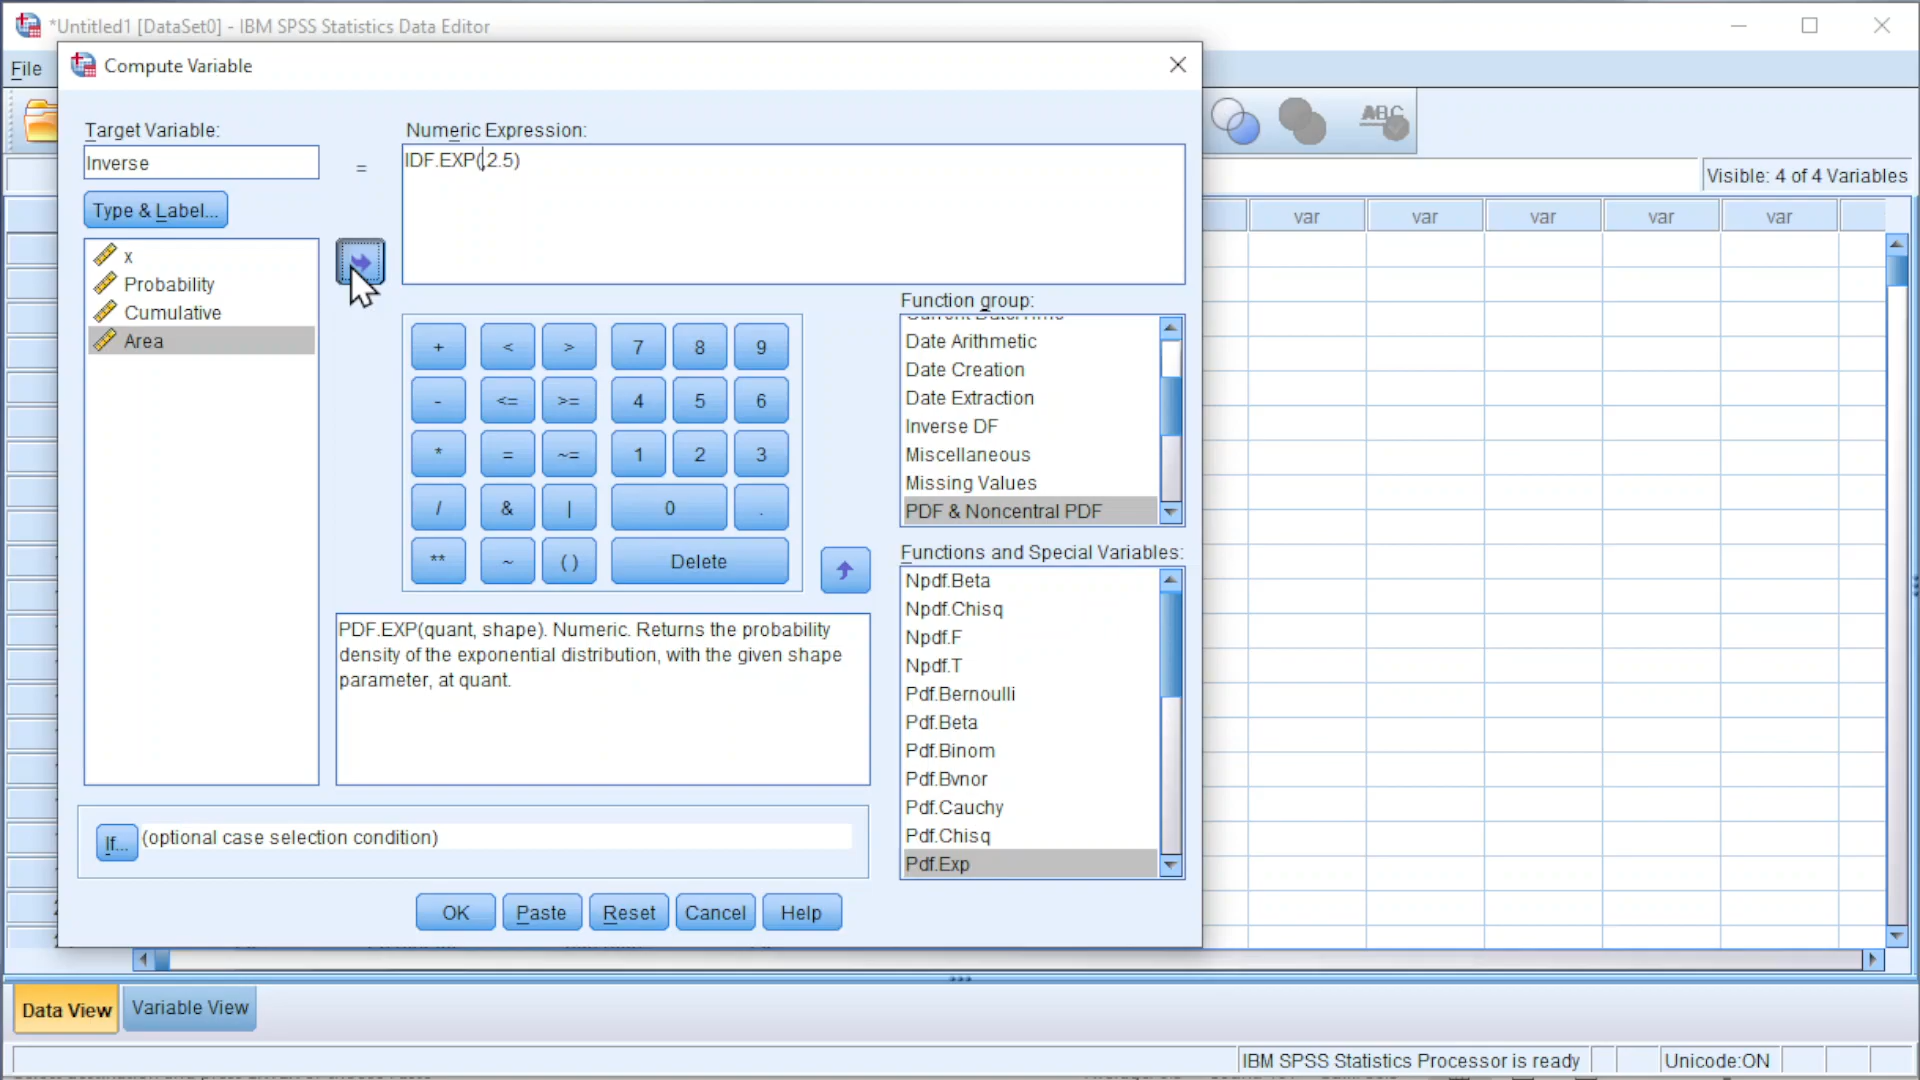 *Untitled1 [DataSet0] - IBM SPSS Statistics Data Editor
File
Compute Variable
Target Variable:
Numeric Expression:
Inverse
=
IDF.EXP(,2.5)
Type & Label...
x
Probability
Cumulative
Area
ABC
Visible: 4 of 4 Variables
var var var var var
Function group:
Date Arithmetic
Date Creation
Date Extraction
Inverse DF
Miscellaneous
Missing Values
PDF & Noncentral PDF
+ < > 7 8 9
- <= >= 4 5 6
* = ~= 1 2 3
/ & | 0 .
** ~ ( ) Delete
Functions and Special Variables:
Npdf.Beta
Npdf.Chisq
Npdf.F
Npdf.T
Pdf.Bernoulli
Pdf.Beta
Pdf.Binom
Pdf.Bvnor
Pdf.Cauchy
Pdf.Chisq
Pdf.Exp
PDF.EXP(quant, shape). Numeric. Returns the probability
density of the exponential distribution, with the given shape
parameter, at quant.
If... (optional case selection condition)
OK Paste Reset Cancel Help
Data View Variable View
IBM SPSS Statistics Processor is ready
Unicode:ON